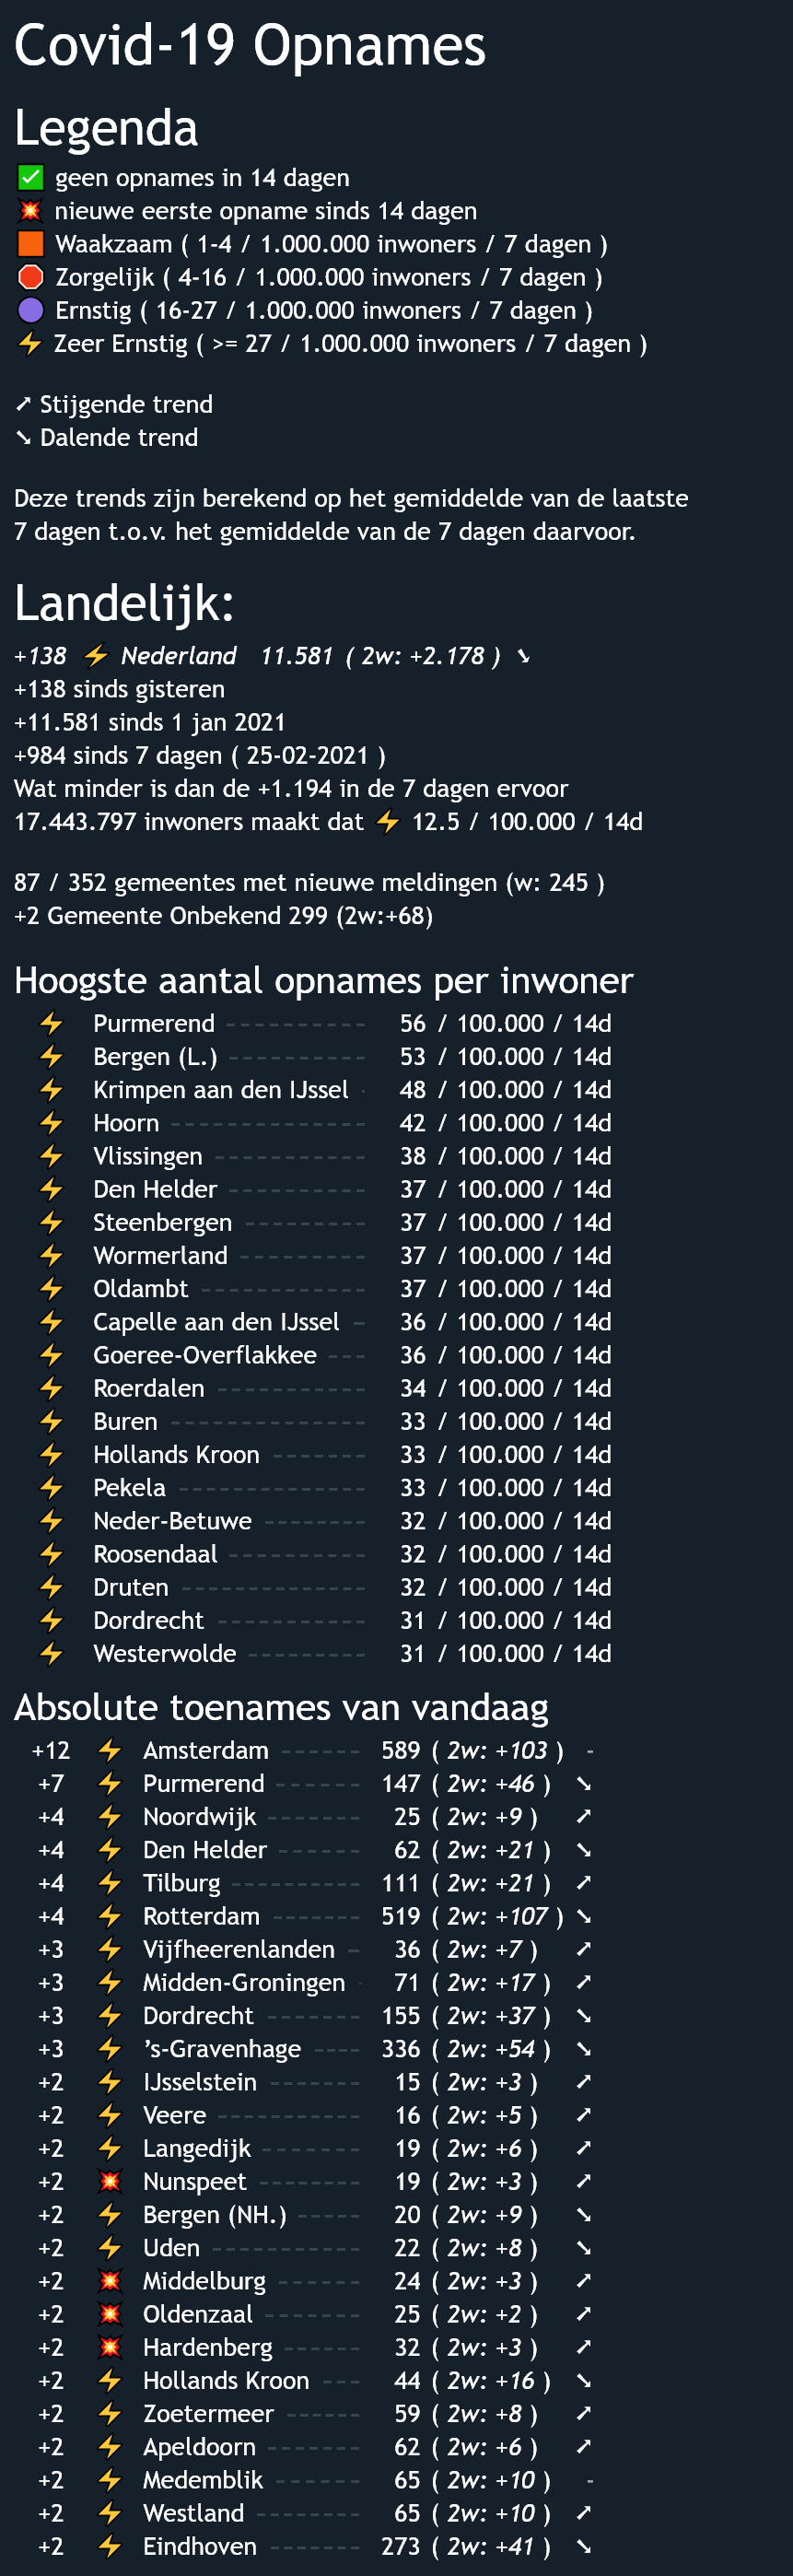 Covid-19 Opnames
Legenda
✅ geen opnames in 14 dagen
💥 nieuwe eerste opname sinds 14 dagen
🟧 Waakzaam ( 1-4 / 1.000.000 inwoners / 7 dagen )
🛑 Zorgelijk ( 4-16 / 1.000.000 inwoners / 7 dagen )
🟣 Ernstig ( 16-27 / 1.000.000 inwoners / 7 dagen )
⚡ Zeer Ernstig ( >= 27 / 1.000.000 inwoners / 7 dagen )
➚ Stijgende trend
➘ Dalende trend
Deze trends zijn berekend op het gemiddelde van de laatste
7 dagen t.o.v. het gemiddelde van de 7 dagen daarvoor.
Landelijk:
+138 ⚡ Nederland 11.581 ( 2w: +2.178 ) ➘
+138 sinds gisteren
+11.581 sinds 1 jan 2021
+984 sinds 7 dagen ( 25-02-2021 )
Wat minder is dan de +1.194 in de 7 dagen ervoor
17.443.797 inwoners maakt dat ⚡ 12.5 / 100.000 / 14d
87 / 352 gemeentes met nieuwe meldingen (w: 245 )
+2 Gemeente Onbekend 299 (2w:+68)
Hoogste aantal opnames per inwoner
⚡ Purmerend ---------- 56 / 100.000 / 14d
⚡ Bergen (L.) ---------- 53 / 100.000 / 14d
⚡ Krimpen aan den IJssel - 48 / 100.000 / 14d
⚡ Hoorn --------------- 42 / 100.000 / 14d
⚡ Vlissingen ----------- 38 / 100.000 / 14d
⚡ Den Helder ---------- 37 / 100.000 / 14d
⚡ Steenbergen --------- 37 / 100.000 / 14d
⚡ Wormerland --------- 37 / 100.000 / 14d
⚡ Oldambt ------------ 37 / 100.000 / 14d
⚡ Capelle aan den IJssel - 36 / 100.000 / 14d
⚡ Goeree-Overflakkee --- 36 / 100.000 / 14d
⚡ Roerdalen ----------- 34 / 100.000 / 14d
⚡ Buren --------------- 33 / 100.000 / 14d
⚡ Hollands Kroon ------- 33 / 100.000 / 14d
⚡ Pekela -------------- 33 / 100.000 / 14d
⚡ Neder-Betuwe ------- 32 / 100.000 / 14d
⚡ Roosendaal ---------- 32 / 100.000 / 14d
⚡ Druten -------------- 32 / 100.000 / 14d
⚡ Dordrecht ----------- 31 / 100.000 / 14d
⚡ Westerwolde -------- 31 / 100.000 / 14d
Absolute toenames van vandaag
+12 ⚡ Amsterdam ------ 589 ( 2w: +103 ) -
+7 ⚡ Purmerend ------ 147 ( 2w: +46 ) ➘
+4 ⚡ Noordwijk ------- 25 ( 2w: +9 ) ➚
+4 ⚡ Den Helder ------ 62 ( 2w: +21 ) ➘
+4 ⚡ Tilburg ---------- 111 ( 2w: +21 ) ➚
+4 ⚡ Rotterdam ------- 519 ( 2w: +107 ) ➘
+3 ⚡ Vijfheerenlanden - 36 ( 2w: +7 ) ➚
+3 ⚡ Midden-Groningen - 71 ( 2w: +17 ) ➚
+3 ⚡ Dordrecht ------- 155 ( 2w: +37 ) ➘
+3 ⚡ ’s-Gravenhage ---- 336 ( 2w: +54 ) ➘
+2 ⚡ IJsselstein ------- 15 ( 2w: +3 ) ➚
+2 ⚡ Veere ----------- 16 ( 2w: +5 ) ➚
+2 ⚡ Langedijk ------- 19 ( 2w: +6 ) ➚
+2 💥 Nunspeet -------- 19 ( 2w: +3 ) ➚
+2 ⚡ Bergen (NH.) ----- 20 ( 2w: +9 ) ➘
+2 ⚡ Uden ----------- 22 ( 2w: +8 ) ➘
+2 💥 Middelburg ------ 24 ( 2w: +3 ) ➚
+2 💥 Oldenzaal ------- 25 ( 2w: +2 ) ➚
+2 💥 Hardenberg ------ 32 ( 2w: +3 ) ➚
+2 ⚡ Hollands Kroon --- 44 ( 2w: +16 ) ➘
+2 ⚡ Zoetermeer ------ 59 ( 2w: +8 ) ➚
+2 ⚡ Apeldoorn ------- 62 ( 2w: +6 ) ➚
+2 ⚡ Medemblik ------ 65 ( 2w: +10 ) -
+2 ⚡ Westland -------- 65 ( 2w: +10 ) ➚
+2 ⚡ Eindhoven ------- 273 ( 2w: +41 ) ➘